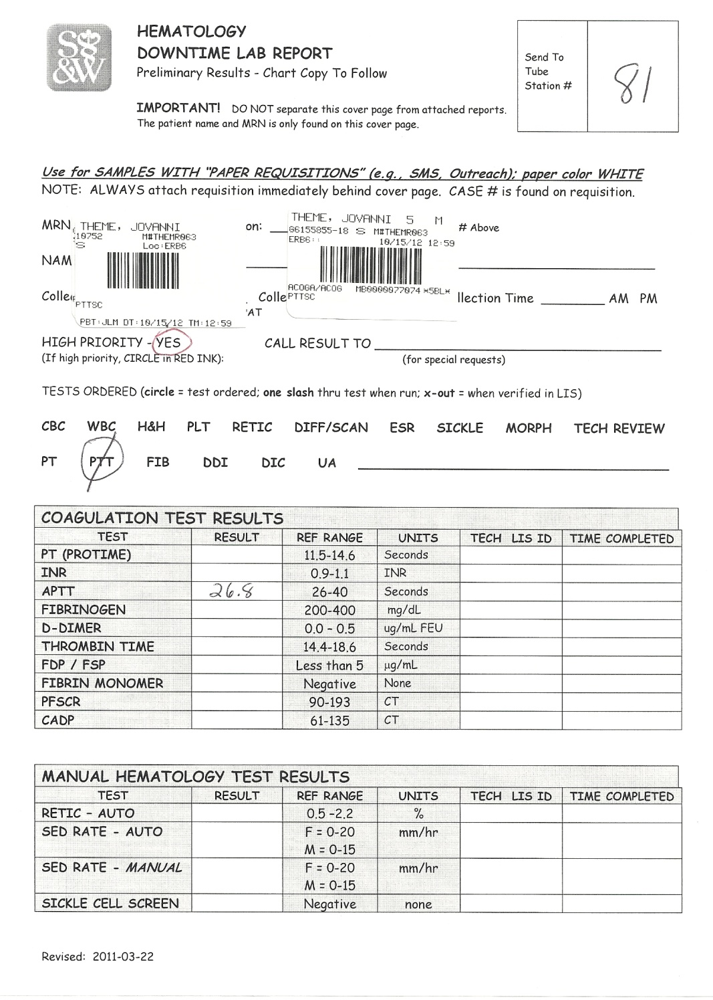 S&W
HEMATOLOGY
DOWNTIME LAB REPORT
Preliminary Results - Chart Copy To Follow
Send To
Tube
Station #
81
IMPORTANT! DO NOT separate this cover page from attached reports.
The patient name and MRN is only found on this cover page.
Use for SAMPLES WITH "PAPER REQUISITIONS" (e.g., SMS, Outreach); paper color WHITE
NOTE: ALWAYS attach requisition immediately behind cover page. CASE # is found on requisition.
MRN
THEME, JOVANNI
10752 M#THEMR063
S Loc:ERB6
PTTSC
PBT:JLM DT:10/15/12 TM:12:59
on:
THEME, JOVANNI 5 M
66155855-18 S M#THEMR063
ERB6: 10/15/12 12:59
ACOGA/ACOG MB0000077074 *5BL*
PTTSC
# Above
NAM
Colle
Colle
llection Time AM PM
AT
HIGH PRIORITY - YES CALL RESULT TO
(If high priority, CIRCLE in RED INK): (for special requests)
TESTS ORDERED (circle = test ordered; one slash thru test when run; x-out = when verified in LIS)
CBC WBC H&H PLT RETIC DIFF/SCAN ESR SICKLE MORPH TECH REVIEW
PT PTT FIB DDI DIC UA
COAGULATION TEST RESULTS
TEST RESULT REF RANGE UNITS TECH LIS ID TIME COMPLETED
PT (PROTIME) 11.5-14.6 Seconds
INR 0.9-1.1 INR
APTT 26.8 26-40 Seconds
FIBRINOGEN 200-400 mg/dL
D-DIMER 0.0 - 0.5 ug/mL FEU
THROMBIN TIME 14.4-18.6 Seconds
FDP / FSP Less than 5 µg/mL
FIBRIN MONOMER Negative None
PFSCR 90-193 CT
CADP 61-135 CT
MANUAL HEMATOLOGY TEST RESULTS
TEST RESULT REF RANGE UNITS TECH LIS ID TIME COMPLETED
RETIC - AUTO 0.5 -2.2 %
SED RATE - AUTO F = 0-20 mm/hr
M = 0-15
SED RATE - MANUAL F = 0-20 mm/hr
M = 0-15
SICKLE CELL SCREEN Negative none
Revised: 2011-03-22